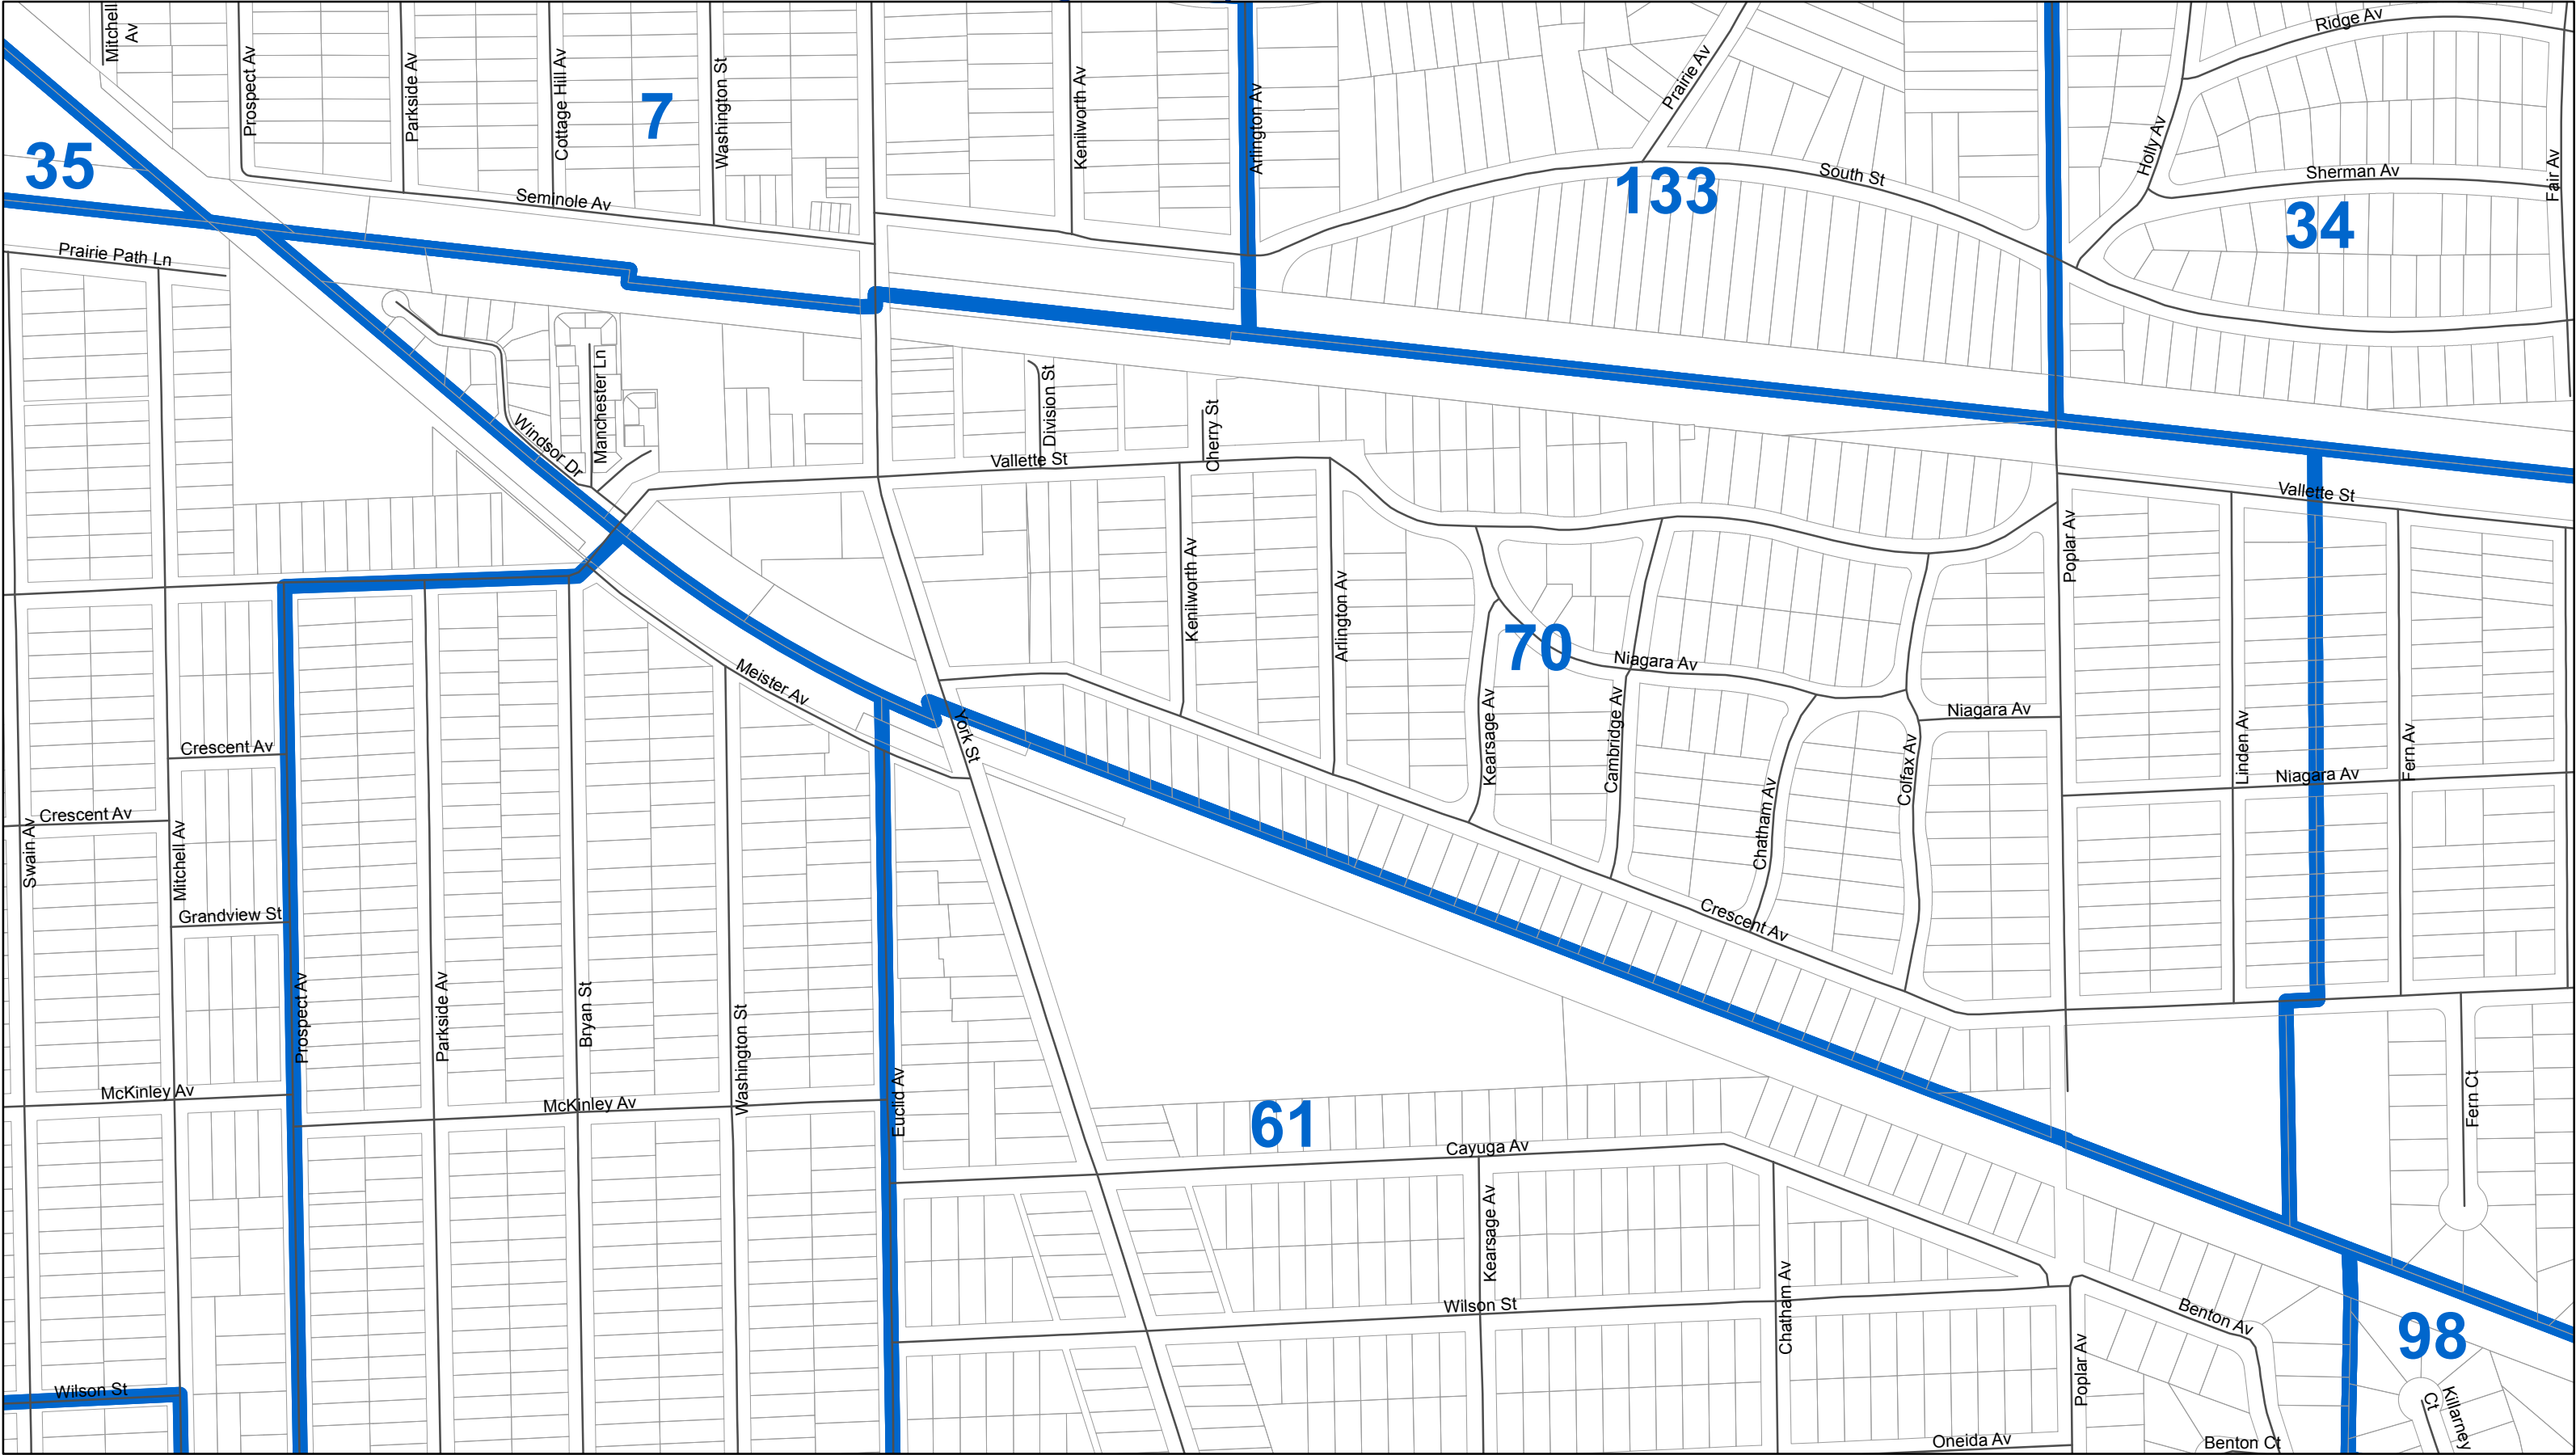 Mitchell
Av
Prospect Av
Parkside Av
Cottage Hill Av
7
Washington St
Kenilworth Av
Arlington Av
Prairie Av
Ridge Av
Holly Av
Fair Av
35
133
South St
Sherman Av
34
Seminole Av
Prairie Path Ln
Manchester Ln
Windsor Dr
Division St
Cherry St
Vallette St
Vallette St
Poplar Av
Kenilworth Av
Arlington Av
70
Niagara Av
Meister Av
York St
Kearsage Av
Cambridge Av
Niagara Av
Colfax Av
Chatham Av
Linden Av
Fern Av
Niagara Av
Crescent Av
Crescent Av
Swain Av
Mitchell Av
Grandview St
Crescent Av
Prospect Av
Parkside Av
Bryan St
Washington St
Euclid Av
McKinley Av
McKinley Av
61
Cayuga Av
Fern Ct
Kearsage Av
Wilson St
Chatham Av
Benton Av
98
Poplar Av
Wilson St
Killarney
Ct
Oneida Av
Benton Ct